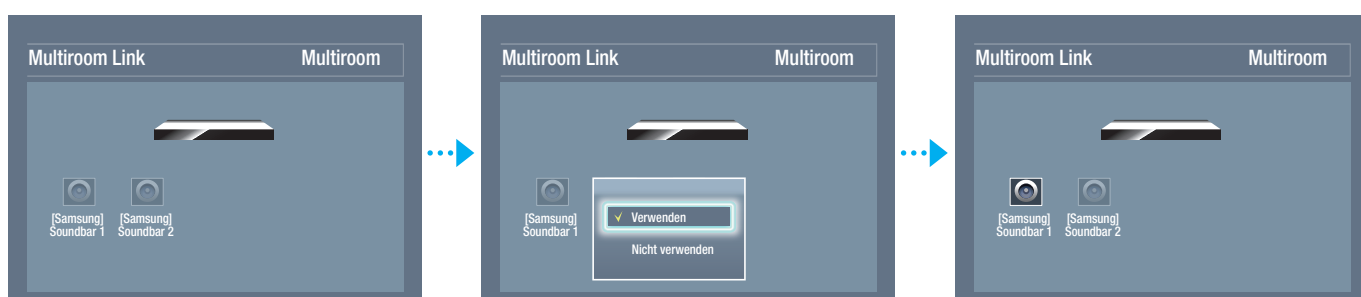 Multiroom Link Multiroom
[Samsung] [Samsung]
Soundbar 1 Soundbar 2
Multiroom Link Multiroom
[Samsung]
Soundbar 1
Verwenden
Nicht verwenden
Multiroom Link Multiroom
[Samsung] [Samsung]
Soundbar 1 Soundbar 2